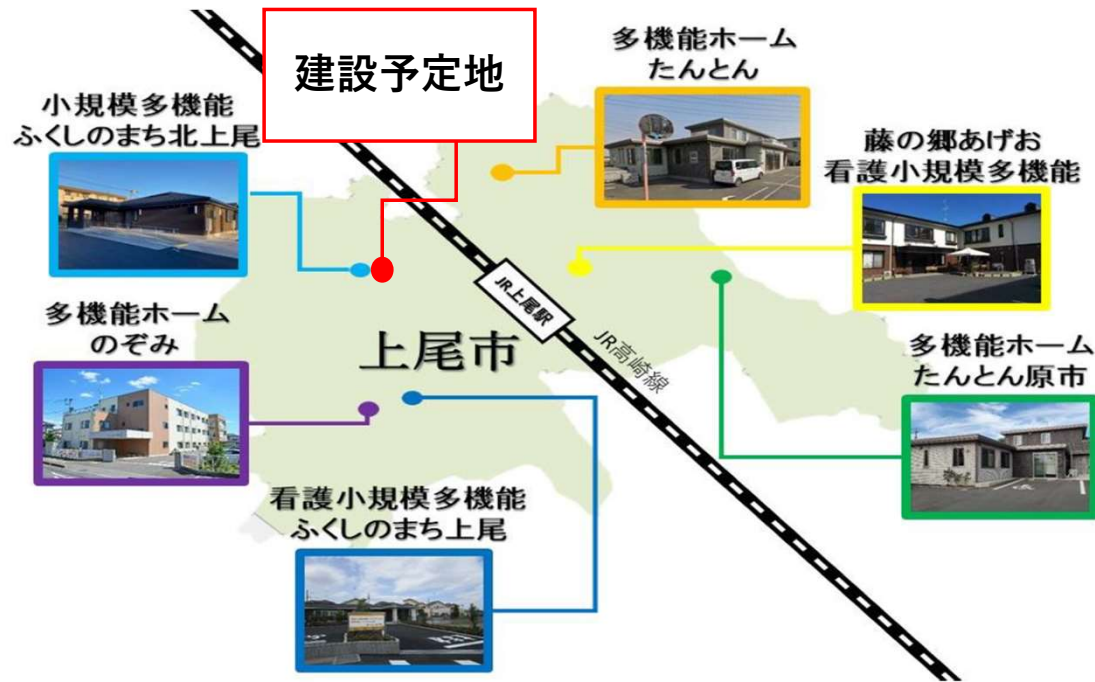 建設予定地
多機能ホーム
たんとん
小規模多機能
ふくしのまち北上尾
藤の郷あげお
看護小規模多機能
多機能ホーム
のぞみ
JR上尾駅
上尾市
JR高崎線
多機能ホーム
たんとん原市
看護小規模多機能
ふくしのまち上尾